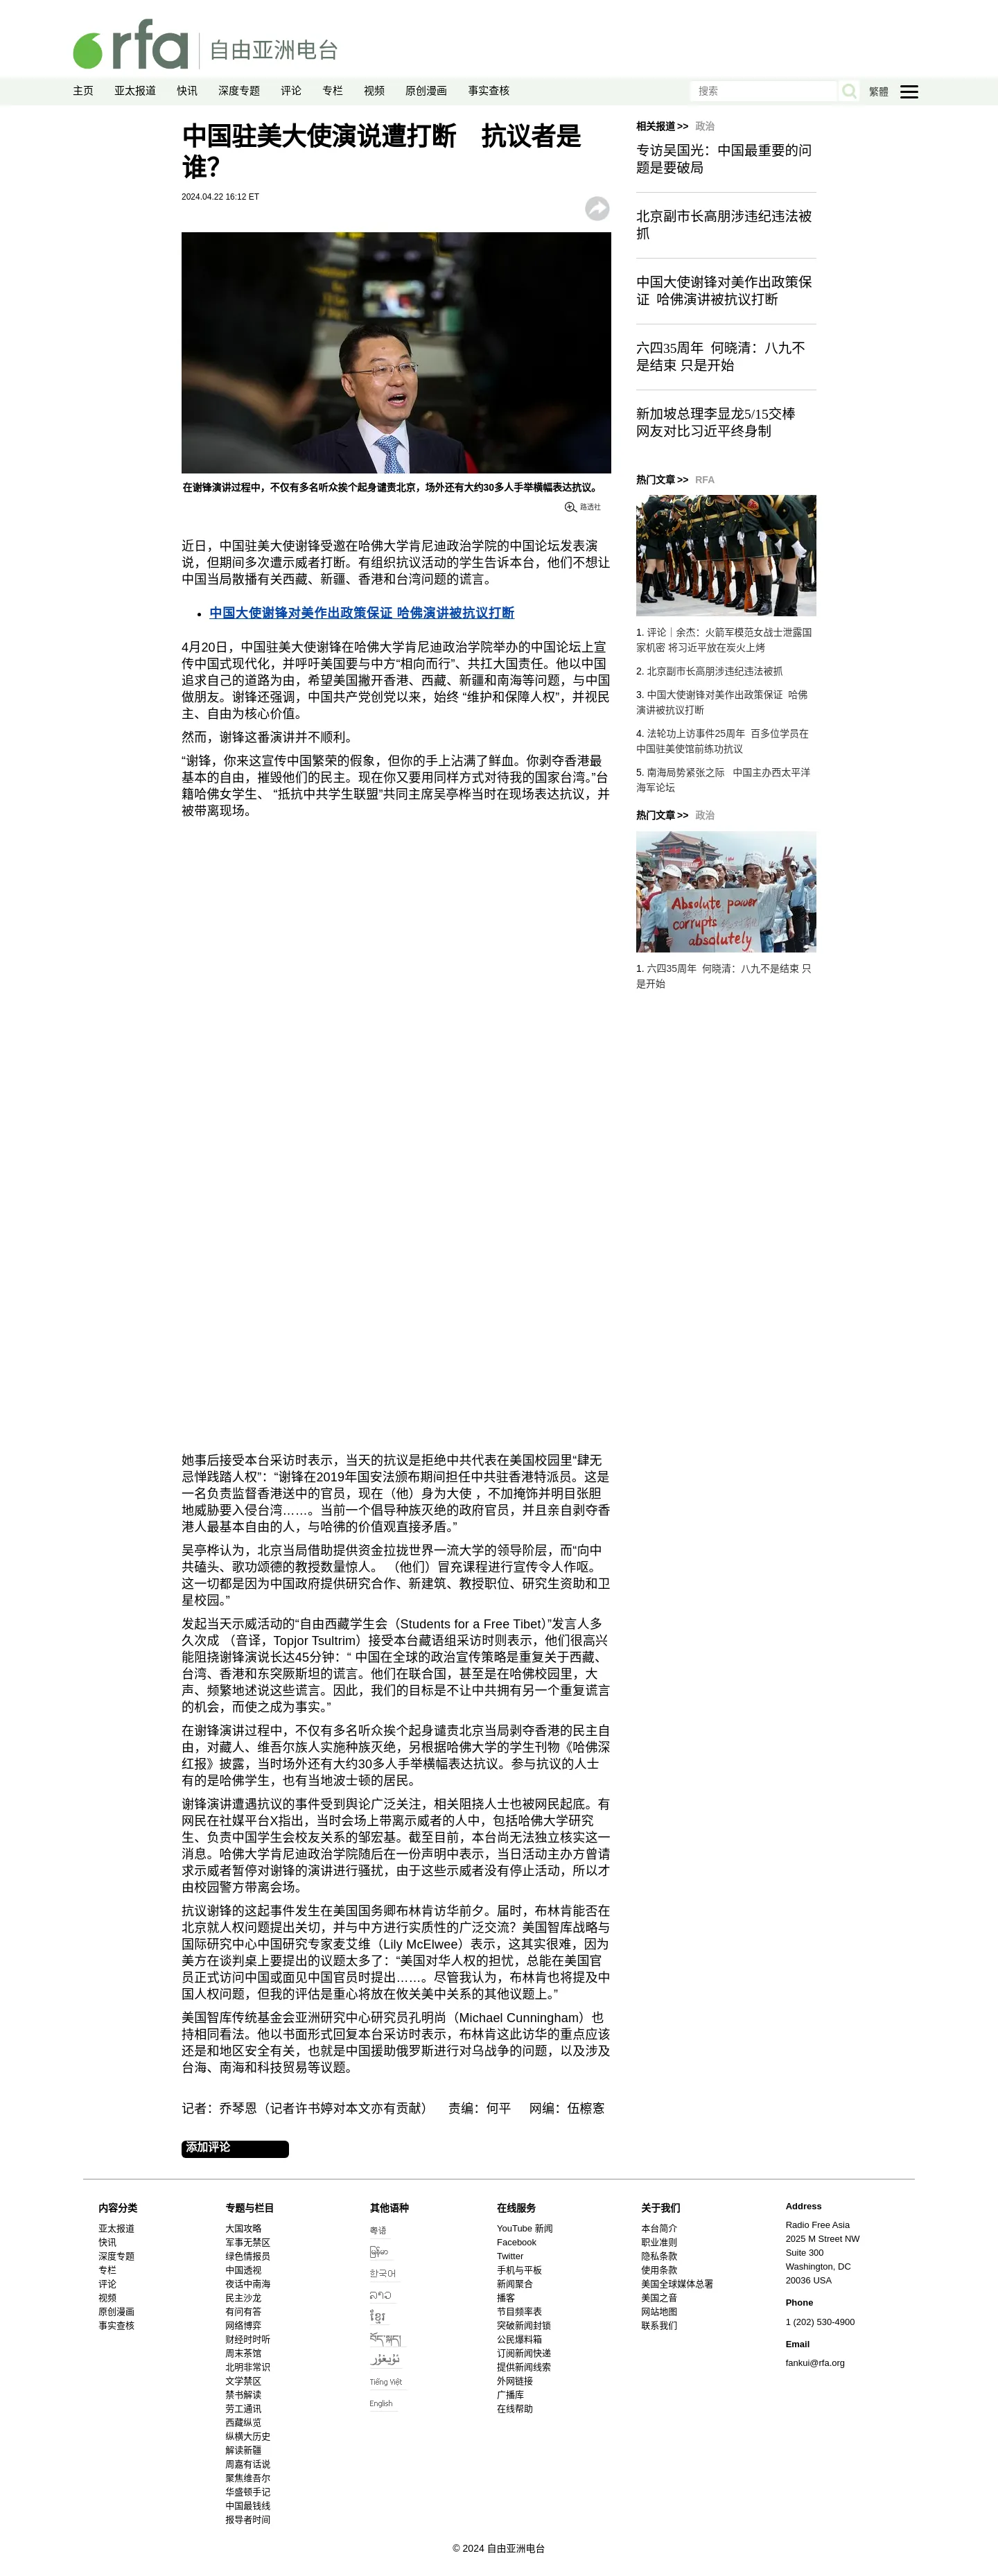 rfa 自由亚洲电台
主页 亚太报道 快讯 深度专题 评论 专栏 视频 原创漫画 事实查核 搜索 繁體
中国驻美大使演说遭打断 抗议者是
谁?
2024.04.22 16:12 ET
在谢锋演讲过程中,不仅有多名听众挨个起身谴责北京,场外还有大约30多人手举横幅表达抗议。
路透社
近日,中国驻美大使谢锋受邀在哈佛大学肯尼迪政治学院的中国论坛发表演
说,但期间多次遭示威者打断。有组织抗议活动的学生告诉本台,他们不想让
中国当局散播有关西藏、新疆、香港和台湾问题的谎言。
• 中国大使谢锋对美作出政策保证 哈佛演讲被抗议打断
4月20日,中国驻美大使谢锋在哈佛大学肯尼迪政治学院举办的中国论坛上宣
传中国式现代化,并呼吁美国要与中方“相向而行”、共扛大国责任。他以中国
追求自己的道路为由,希望美国撇开香港、西藏、新疆和南海等问题,与中国
做朋友。谢锋还强调,中国共产党创党以来,始终 “维护和保障人权”,并视民
主、自由为核心价值。
然而,谢锋这番演讲并不顺利。
“谢锋,你来这宣传中国繁荣的假象,但你的手上沾满了鲜血。你剥夺香港最
基本的自由,摧毁他们的民主。现在你又要用同样方式对待我的国家台湾。”台
籍哈佛女学生、 “抵抗中共学生联盟”共同主席吴亭桦当时在现场表达抗议,并
被带离现场。
她事后接受本台采访时表示,当天的抗议是拒绝中共代表在美国校园里“肆无
忌惮践踏人权”:“谢锋在2019年国安法颁布期间担任中共驻香港特派员。这是
一名负责监督香港送中的官员,现在(他)身为大使 ,不加掩饰并明目张胆
地威胁要入侵台湾……。当前一个倡导种族灭绝的政府官员,并且亲自剥夺香
港人最基本自由的人,与哈彿的价值观直接矛盾。”
吴亭桦认为,北京当局借助提供资金拉拢世界一流大学的领导阶层,而“向中
共磕头、歌功颂德的教授数量惊人。 (他们)冒充课程进行宣传令人作呕。
这一切都是因为中国政府提供研究合作、新建筑、教授职位、研究生资助和卫
星校园。”
发起当天示威活动的“自由西藏学生会(Students for a Free Tibet)”发言人多
久次成 (音译,Topjor Tsultrim)接受本台藏语组采访时则表示,他们很高兴
能阻挠谢锋演说长达45分钟:“ 中国在全球的政治宣传策略是重复关于西藏、
台湾、香港和东突厥斯坦的谎言。他们在联合国,甚至是在哈佛校园里,大
声、频繁地述说这些谎言。因此,我们的目标是不让中共拥有另一个重复谎言
的机会,而使之成为事实。”
在谢锋演讲过程中,不仅有多名听众挨个起身谴责北京当局剥夺香港的民主自
由,对藏人、维吾尔族人实施种族灭绝,另根据哈佛大学的学生刊物《哈佛深
红报》披露,当时场外还有大约30多人手举横幅表达抗议。参与抗议的人士
有的是哈佛学生,也有当地波士顿的居民。
谢锋演讲遭遇抗议的事件受到舆论广泛关注,相关阻挠人士也被网民起底。有
网民在社媒平台X指出,当时会场上带离示威者的人中,包括哈佛大学研究
生、负责中国学生会校友关系的邹宏基。截至目前,本台尚无法独立核实这一
消息。哈佛大学肯尼迪政治学院随后在一份声明中表示,当日活动主办方曾请
求示威者暂停对谢锋的演讲进行骚扰,由于这些示威者没有停止活动,所以才
由校园警方带离会场。
抗议谢锋的这起事件发生在美国国务卿布林肯访华前夕。届时,布林肯能否在
北京就人权问题提出关切,并与中方进行实质性的广泛交流?美国智库战略与
国际研究中心中国研究专家麦艾维(Lily McElwee)表示,这其实很难,因为
美方在谈判桌上要提出的议题太多了:“美国对华人权的担忧,总能在美国官
员正式访问中国或面见中国官员时提出……。尽管我认为,布林肯也将提及中
国人权问题,但我的评估是重心将放在攸关美中关系的其他议题上。”
美国智库传统基金会亚洲研究中心研究员孔明尚(Michael Cunningham)也
持相同看法。他以书面形式回复本台采访时表示,布林肯这此访华的重点应该
还是和地区安全有关,也就是中国援助俄罗斯进行对乌战争的问题,以及涉及
台海、南海和科技贸易等议题。
记者:乔琴恩(记者许书婷对本文亦有贡献) 责编:何平 网编:伍檫愙
添加评论
相关报道 >> 政治
专访吴国光:中国最重要的问
题是要破局
北京副市长高朋涉违纪违法被
抓
中国大使谢锋对美作出政策保
证 哈佛演讲被抗议打断
六四35周年 何晓清:八九不
是结束 只是开始
新加坡总理李显龙5/15交棒
网友对比习近平终身制
热门文章 >> RFA
1. 评论|余杰:火箭军模范女战士泄露国
家机密 将习近平放在炭火上烤
2. 北京副市长高朋涉违纪违法被抓
3. 中国大使谢锋对美作出政策保证 哈佛
演讲被抗议打断
4. 法轮功上访事件25周年 百多位学员在
中国驻美使馆前练功抗议
5. 南海局势紧张之际 中国主办西太平洋
海军论坛
热门文章 >> 政治
Absolute power
corrupts
absolutely
1. 六四35周年 何晓清:八九不是结束 只
是开始
内容分类
亚太报道
快讯
深度专题
专栏
评论
视频
原创漫画
事实查核
专题与栏目
大国攻略
军事无禁区
绿色情报员
中国透视
夜话中南海
民主沙龙
有问有答
网络博弈
财经时时听
周末茶馆
北明非常识
文学禁区
禁书解读
劳工通讯
西藏纵览
纵横大历史
解读新疆
周嘉有话说
聚焦维吾尔
华盛顿手记
中国最钱线
报导者时间
其他语种
粤语
မြန်မာ
한국어
ລາວ
ខ្មែរ
བོད་སྐད།
ئۇيغۇر
Tiếng Việt
English
在线服务
YouTube 新闻
Facebook
Twitter
手机与平板
新闻聚合
播客
节目频率表
突破新闻封锁
公民爆料箱
订阅新闻快递
提供新闻线索
外网链接
广播库
在线帮助
关于我们
本台简介
职业准则
隐私条款
使用条款
美国全球媒体总署
美国之音
网站地图
联系我们
Address
Radio Free Asia
2025 M Street NW
Suite 300
Washington, DC
20036 USA
Phone
1 (202) 530-4900
Email
fankui@rfa.org
© 2024 自由亚洲电台